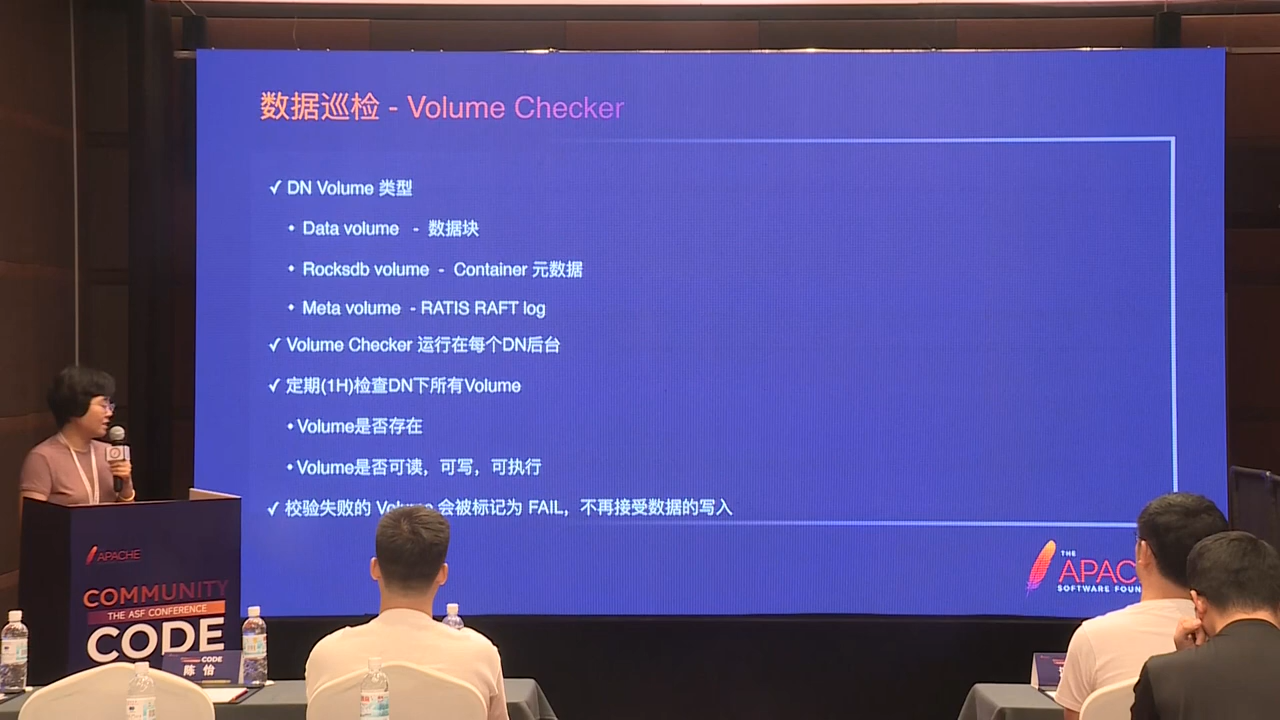 数据巡检 - Volume Checker
✓ DN Volume 类型
• Data volume - 数据块
• Rocksdb volume - Container 元数据
• Meta volume - RATIS RAFT log
✓ Volume Checker 运行在每个DN后台
✓ 定期(1H)检查DN下所有Volume
• Volume是否存在
• Volume是否可读，可写，可执行
✓ 校验失败的 Volume 会被标记为 FAIL，不再接受数据的写入
THE
APAC
SOFTWARE FOUN
APACHE
COMMUNITY
THE ASF CONFERENCE
CODE
CODE
陈 怡